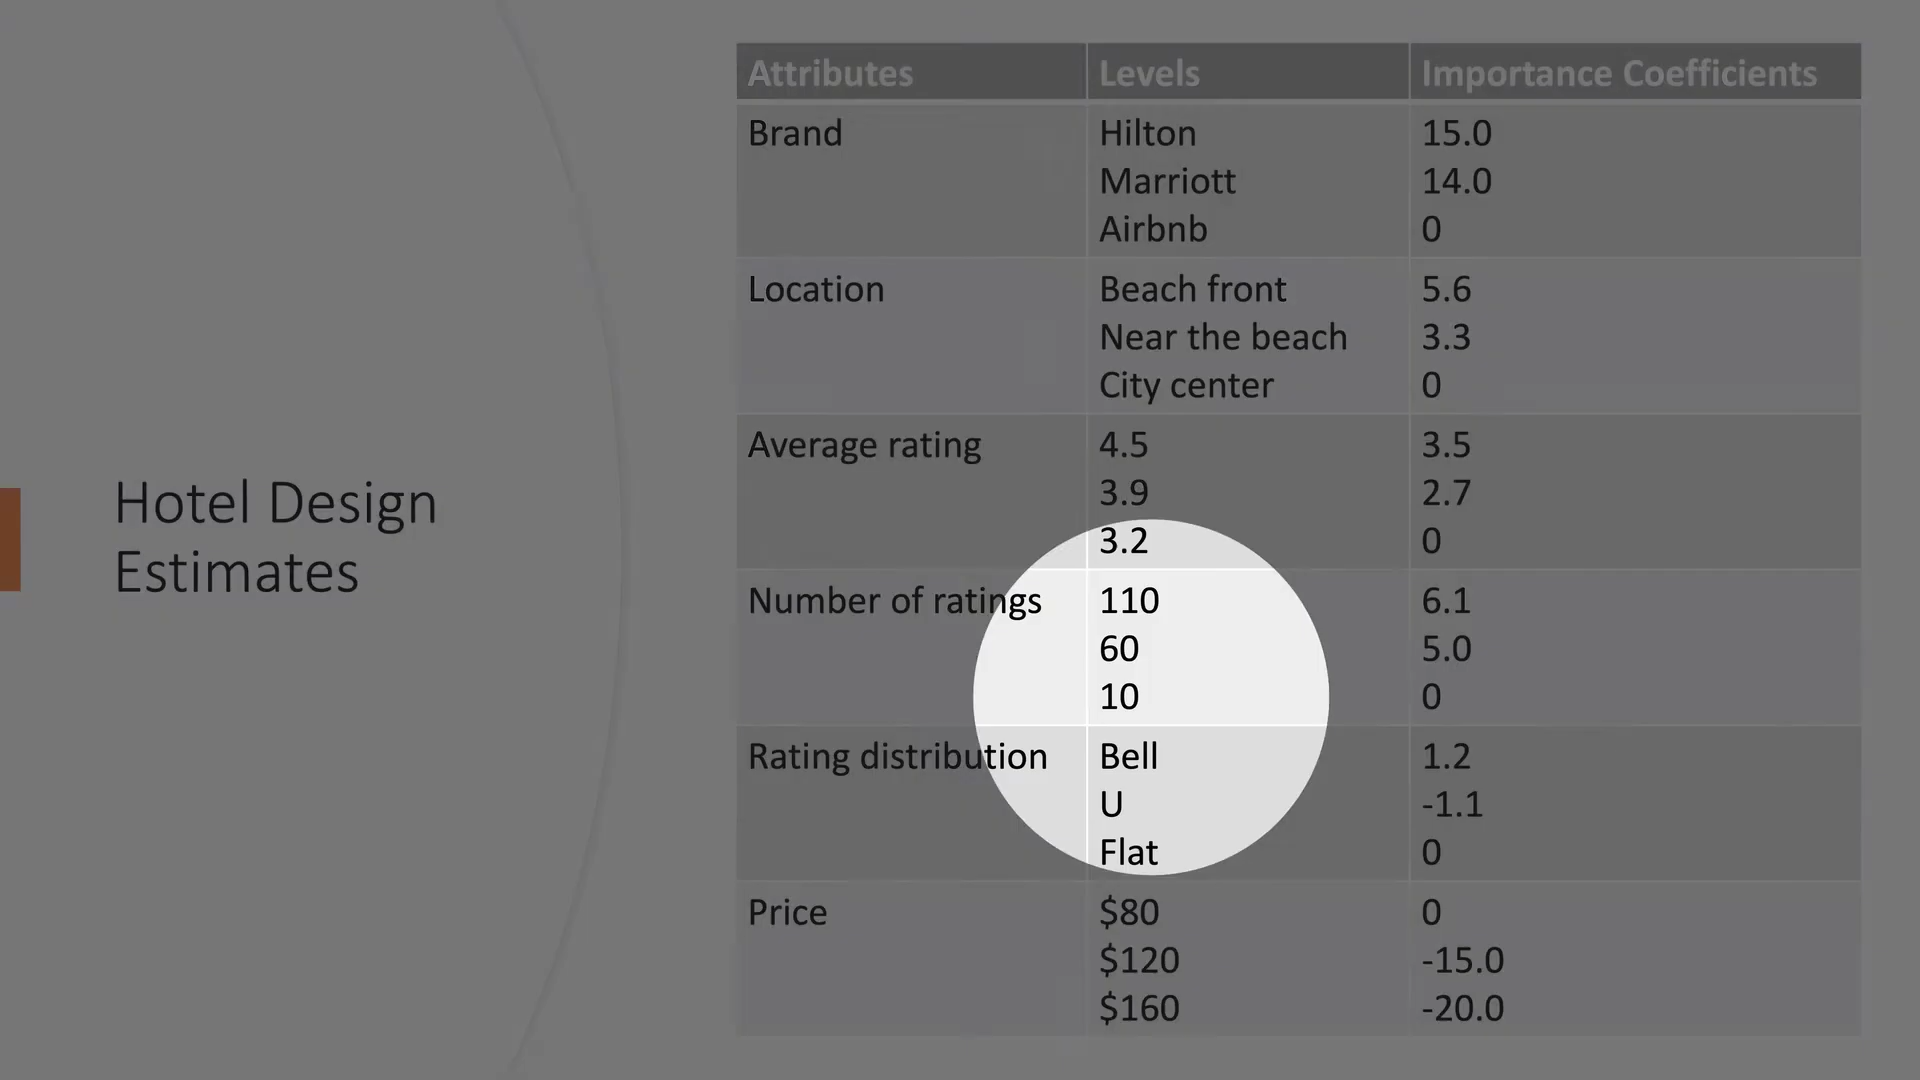 Hotel Design
Estimates
Attributes Levels Importance Coefficients
Brand Hilton 15.0
Marriott 14.0
Airbnb 0
Location Beach front 5.6
Near the beach 3.3
City center 0
Average rating 4.5 3.5
3.9 2.7
3.2 0
Number of ratings 110 6.1
60 5.0
10 0
Rating distribution Bell 1.2
U -1.1
Flat 0
Price $80 0
$120 -15.0
$160 -20.0